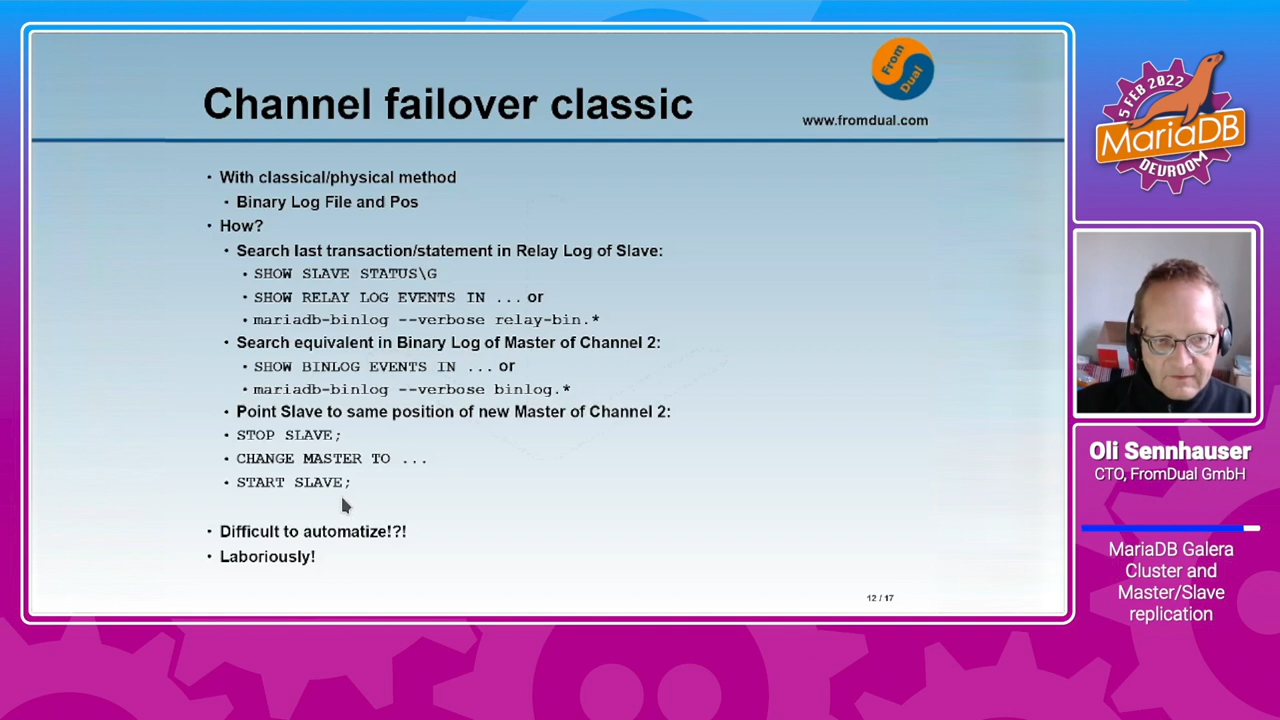 Channel failover classic
From
Dual
www.fromdual.com
• With classical/physical method
• Binary Log File and Pos
• How?
• Search last transaction/statement in Relay Log of Slave:
• SHOW SLAVE STATUS\G
• SHOW RELAY LOG EVENTS IN ... or
• mariadb-binlog --verbose relay-bin.*
• Search equivalent in Binary Log of Master of Channel 2:
• SHOW BINLOG EVENTS IN ... or
• mariadb-binlog --verbose binlog.*
• Point Slave to same position of new Master of Channel 2:
• STOP SLAVE;
• CHANGE MASTER TO ...
• START SLAVE;
• Difficult to automatize!?!
• Laboriously!
12 / 17
5 FEB 2022
MariaDB
DEVROOM
Oli Sennhauser
CTO, FromDual GmbH
MariaDB Galera
Cluster and
Master/Slave
replication